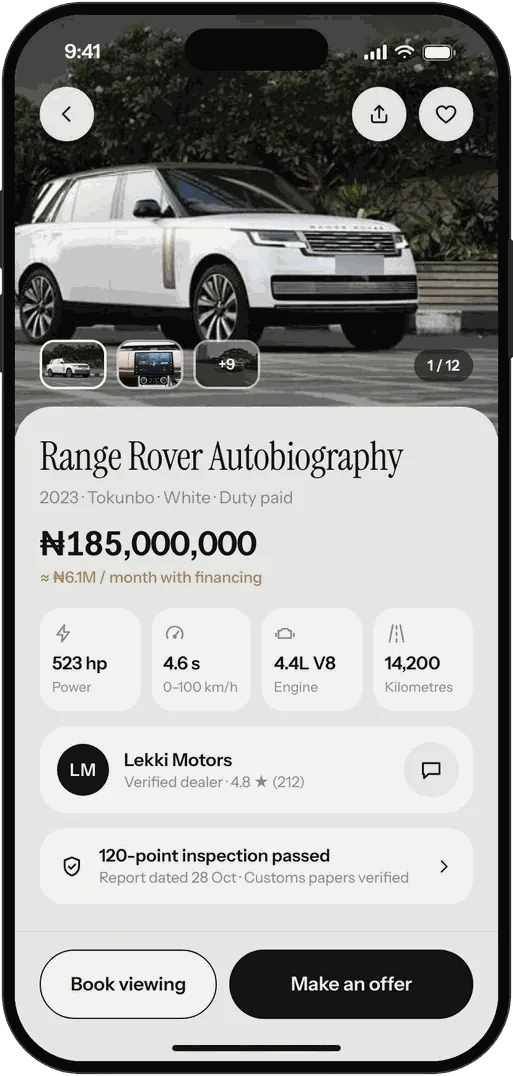 9:41
RANGE ROVER
+9
1 / 12
Range Rover Autobiography
2023 · Tokunbo · White · Duty paid
₦185,000,000
≈ ₦6.1M / month with financing
523 hp
Power
4.6 s
0–100 km/h
4.4L V8
Engine
14,200
Kilometres
LM
Lekki Motors
Verified dealer · 4.8 ★ (212)
120-point inspection passed
Report dated 28 Oct · Customs papers verified
Book viewing
Make an offer